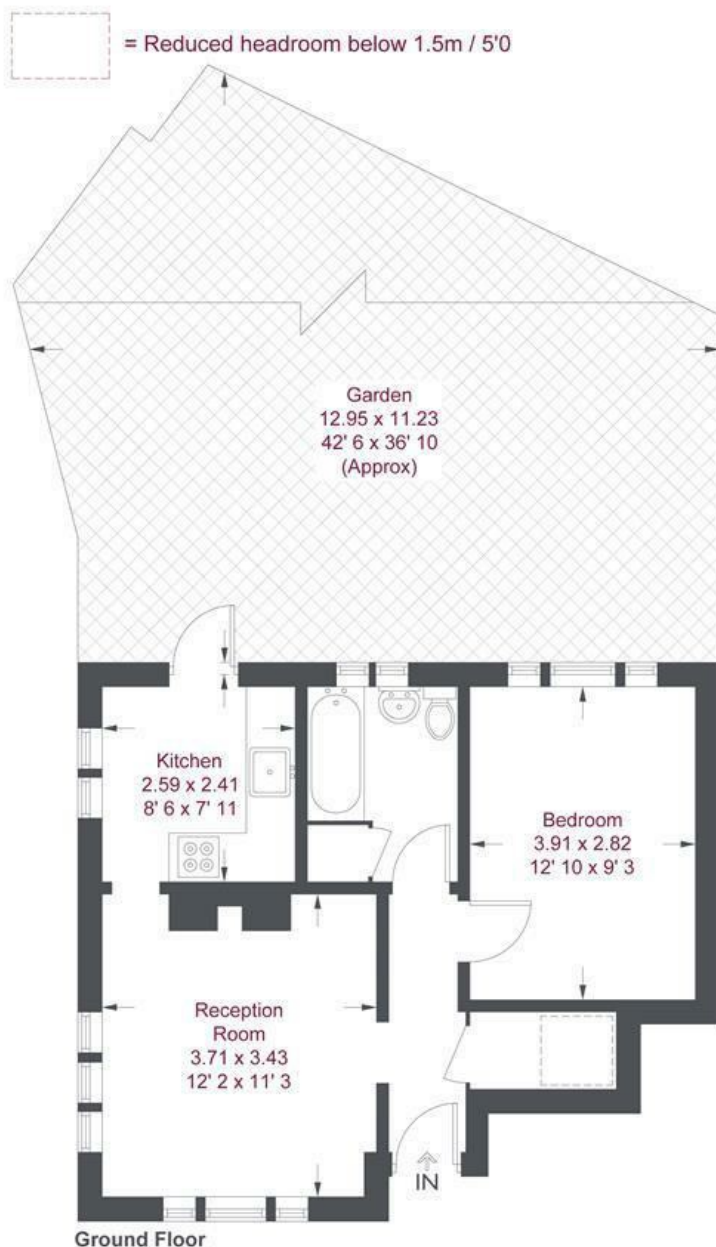 = Reduced headroom below 1.5m / 5'0
Garden
12.95 x 11.23
42' 6 x 36' 10
(Approx)
Kitchen
2.59 x 2.41
8' 6 x 7' 11
Bedroom
3.91 x 2.82
12' 10 x 9' 3
Reception
Room
3.71 x 3.43
12' 2 x 11' 3
IN
Ground Floor